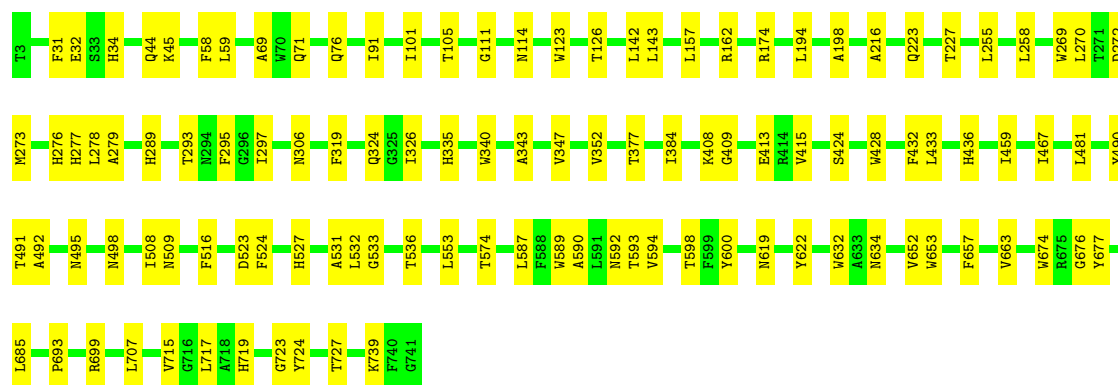 T3 F31 E32 S33 H34 Q44 K45 F58 L59 A69 W70 Q71 Q76 I91 I101 T105 G111 N114 W123 T126 L142 L143 L157 R162 R174 L194 A198 A216 Q223 T227 L255 L258 W269 L270 T271 D272
M273 H276 H277 L278 A279 H289 T293 N294 F295 G296 I297 N306 F319 Q324 G325 I326 H335 W340 A343 V347 V352 T377 I384 K408 G409 E413 R414 V415 S424 W428 F432 L433 H436 I459 I467 L481 Y490
T491 A492 N495 N498 I508 N509 F516 D523 F524 H527 A531 L532 G533 T536 L553 T574 L587 F588 W589 A590 L591 N592 T593 V594 T598 F599 Y600 N619 Y622 W632 A633 N634 V652 W653 F657 V663 W674 R675 G676 Y677
L685 P693 R699 L707 V715 G716 L717 A718 H719 G723 Y724 T727 K739 F740 G741